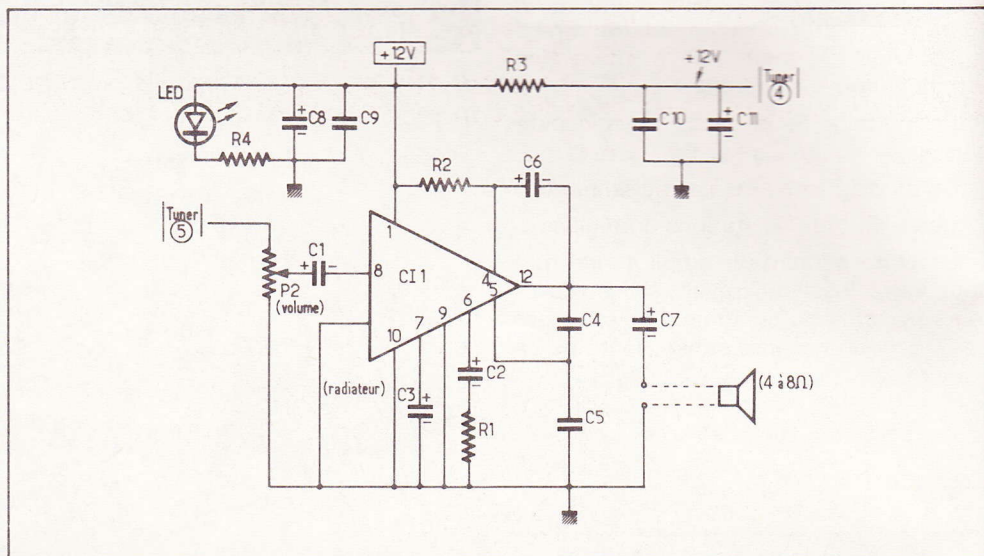 +12V
R3
+12V
Tuner
4
LED
+
C8
-
C9
C10
+
C11
-
R4
R2
C6
+
-
Tuner
5
1
C1
+
-
8
CI 1
4
12
5
P2
(volume)
6
9
7
10
C4
+
C7
-
(radiateur)
+
C2
-
C3
+
-
R1
C5
(4 à 8Ω)